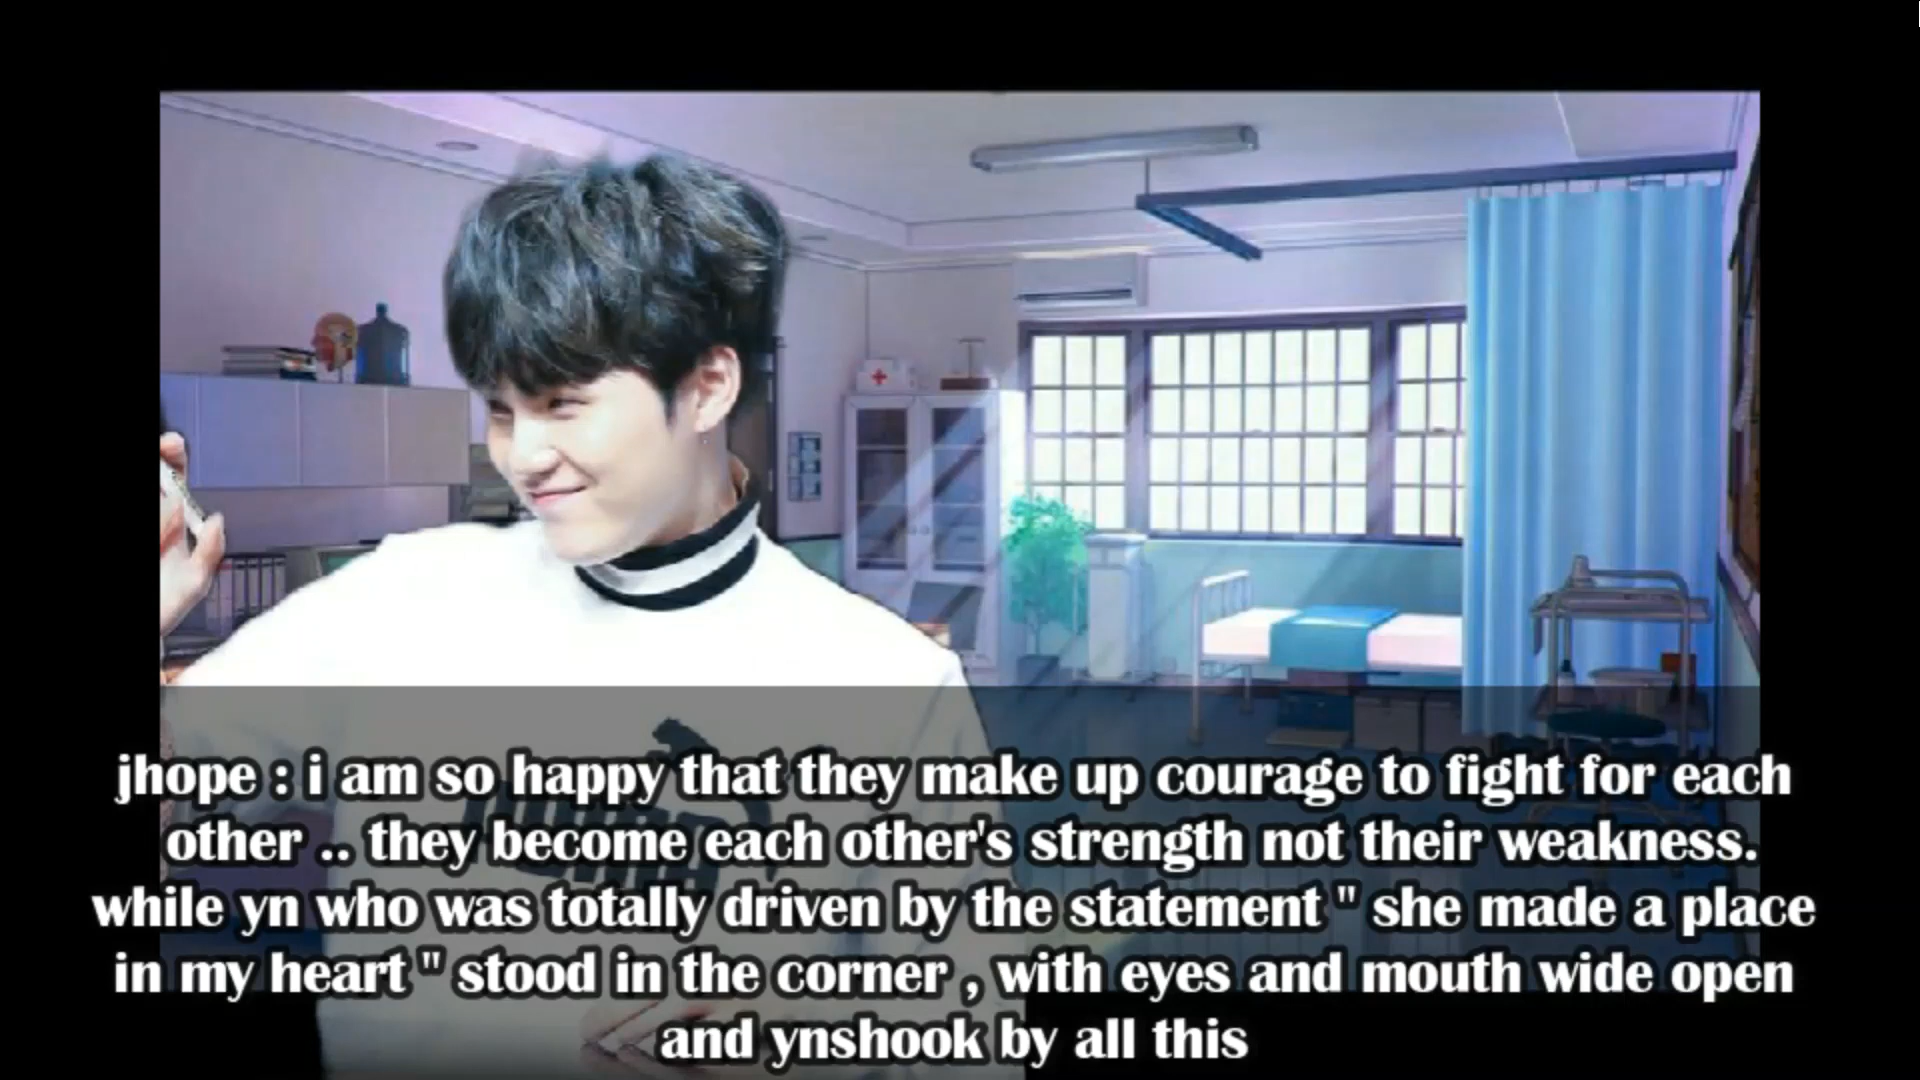 jhope : i am so happy that they make up courage to fight for each
other .. they become each other's strength not their weakness.
while yn who was totally driven by the statement " she made a place
in my heart " stood in the corner , with eyes and mouth wide open
and ynshook by all this